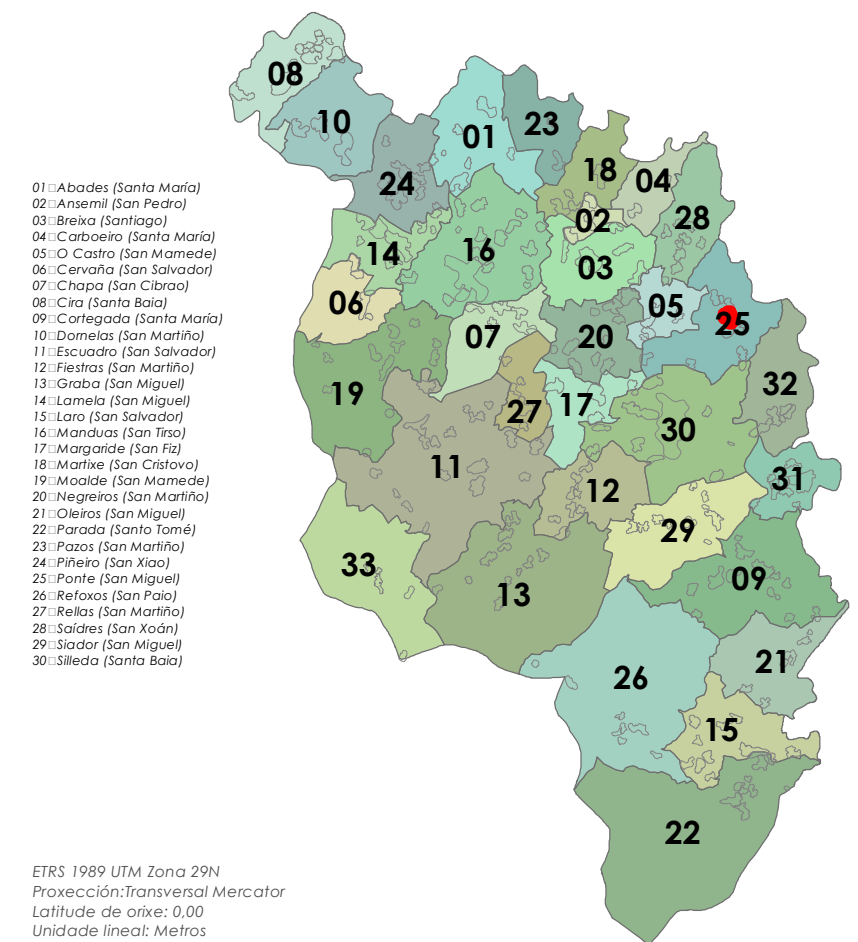 08
10
01
23
18
04
24
28
02
16
14
03
06
05
25
07
20
32
19
27
17
30
11
12
31
29
33
13
09
21
26
15
22
01□Abades (Santa María)
02□Ansemil (San Pedro)
03□Breixa (Santiago)
04□Carboeiro (Santa María)
05□O Castro (San Mamede)
06□Cervaña (San Salvador)
07□Chapa (San Cibrao)
08□Cira (Santa Baia)
09□Cortegada (Santa María)
10□Dornelas (San Martiño)
11□Escuadro (San Salvador)
12□Fiestras (San Martiño)
13□Graba (San Miguel)
14□Lamela (San Miguel)
15□Laro (San Salvador)
16□Manduas (San Tirso)
17□Margaride (San Fiz)
18□Martixe (San Cristovo)
19□Moalde (San Mamede)
20□Negreiros (San Martiño)
21□Oleiros (San Miguel)
22□Parada (Santo Tomé)
23□Pazos (San Martiño)
24□Piñeiro (San Xiao)
25□Ponte (San Miguel)
26□Refoxos (San Paio)
27□Rellas (San Martiño)
28□Saídres (San Xoán)
29□Siador (San Miguel)
30□Silleda (Santa Baia)
ETRS 1989 UTM Zona 29N
Proxección:Transversal Mercator
Latitude de orixe: 0,00
Unidade lineal: Metros